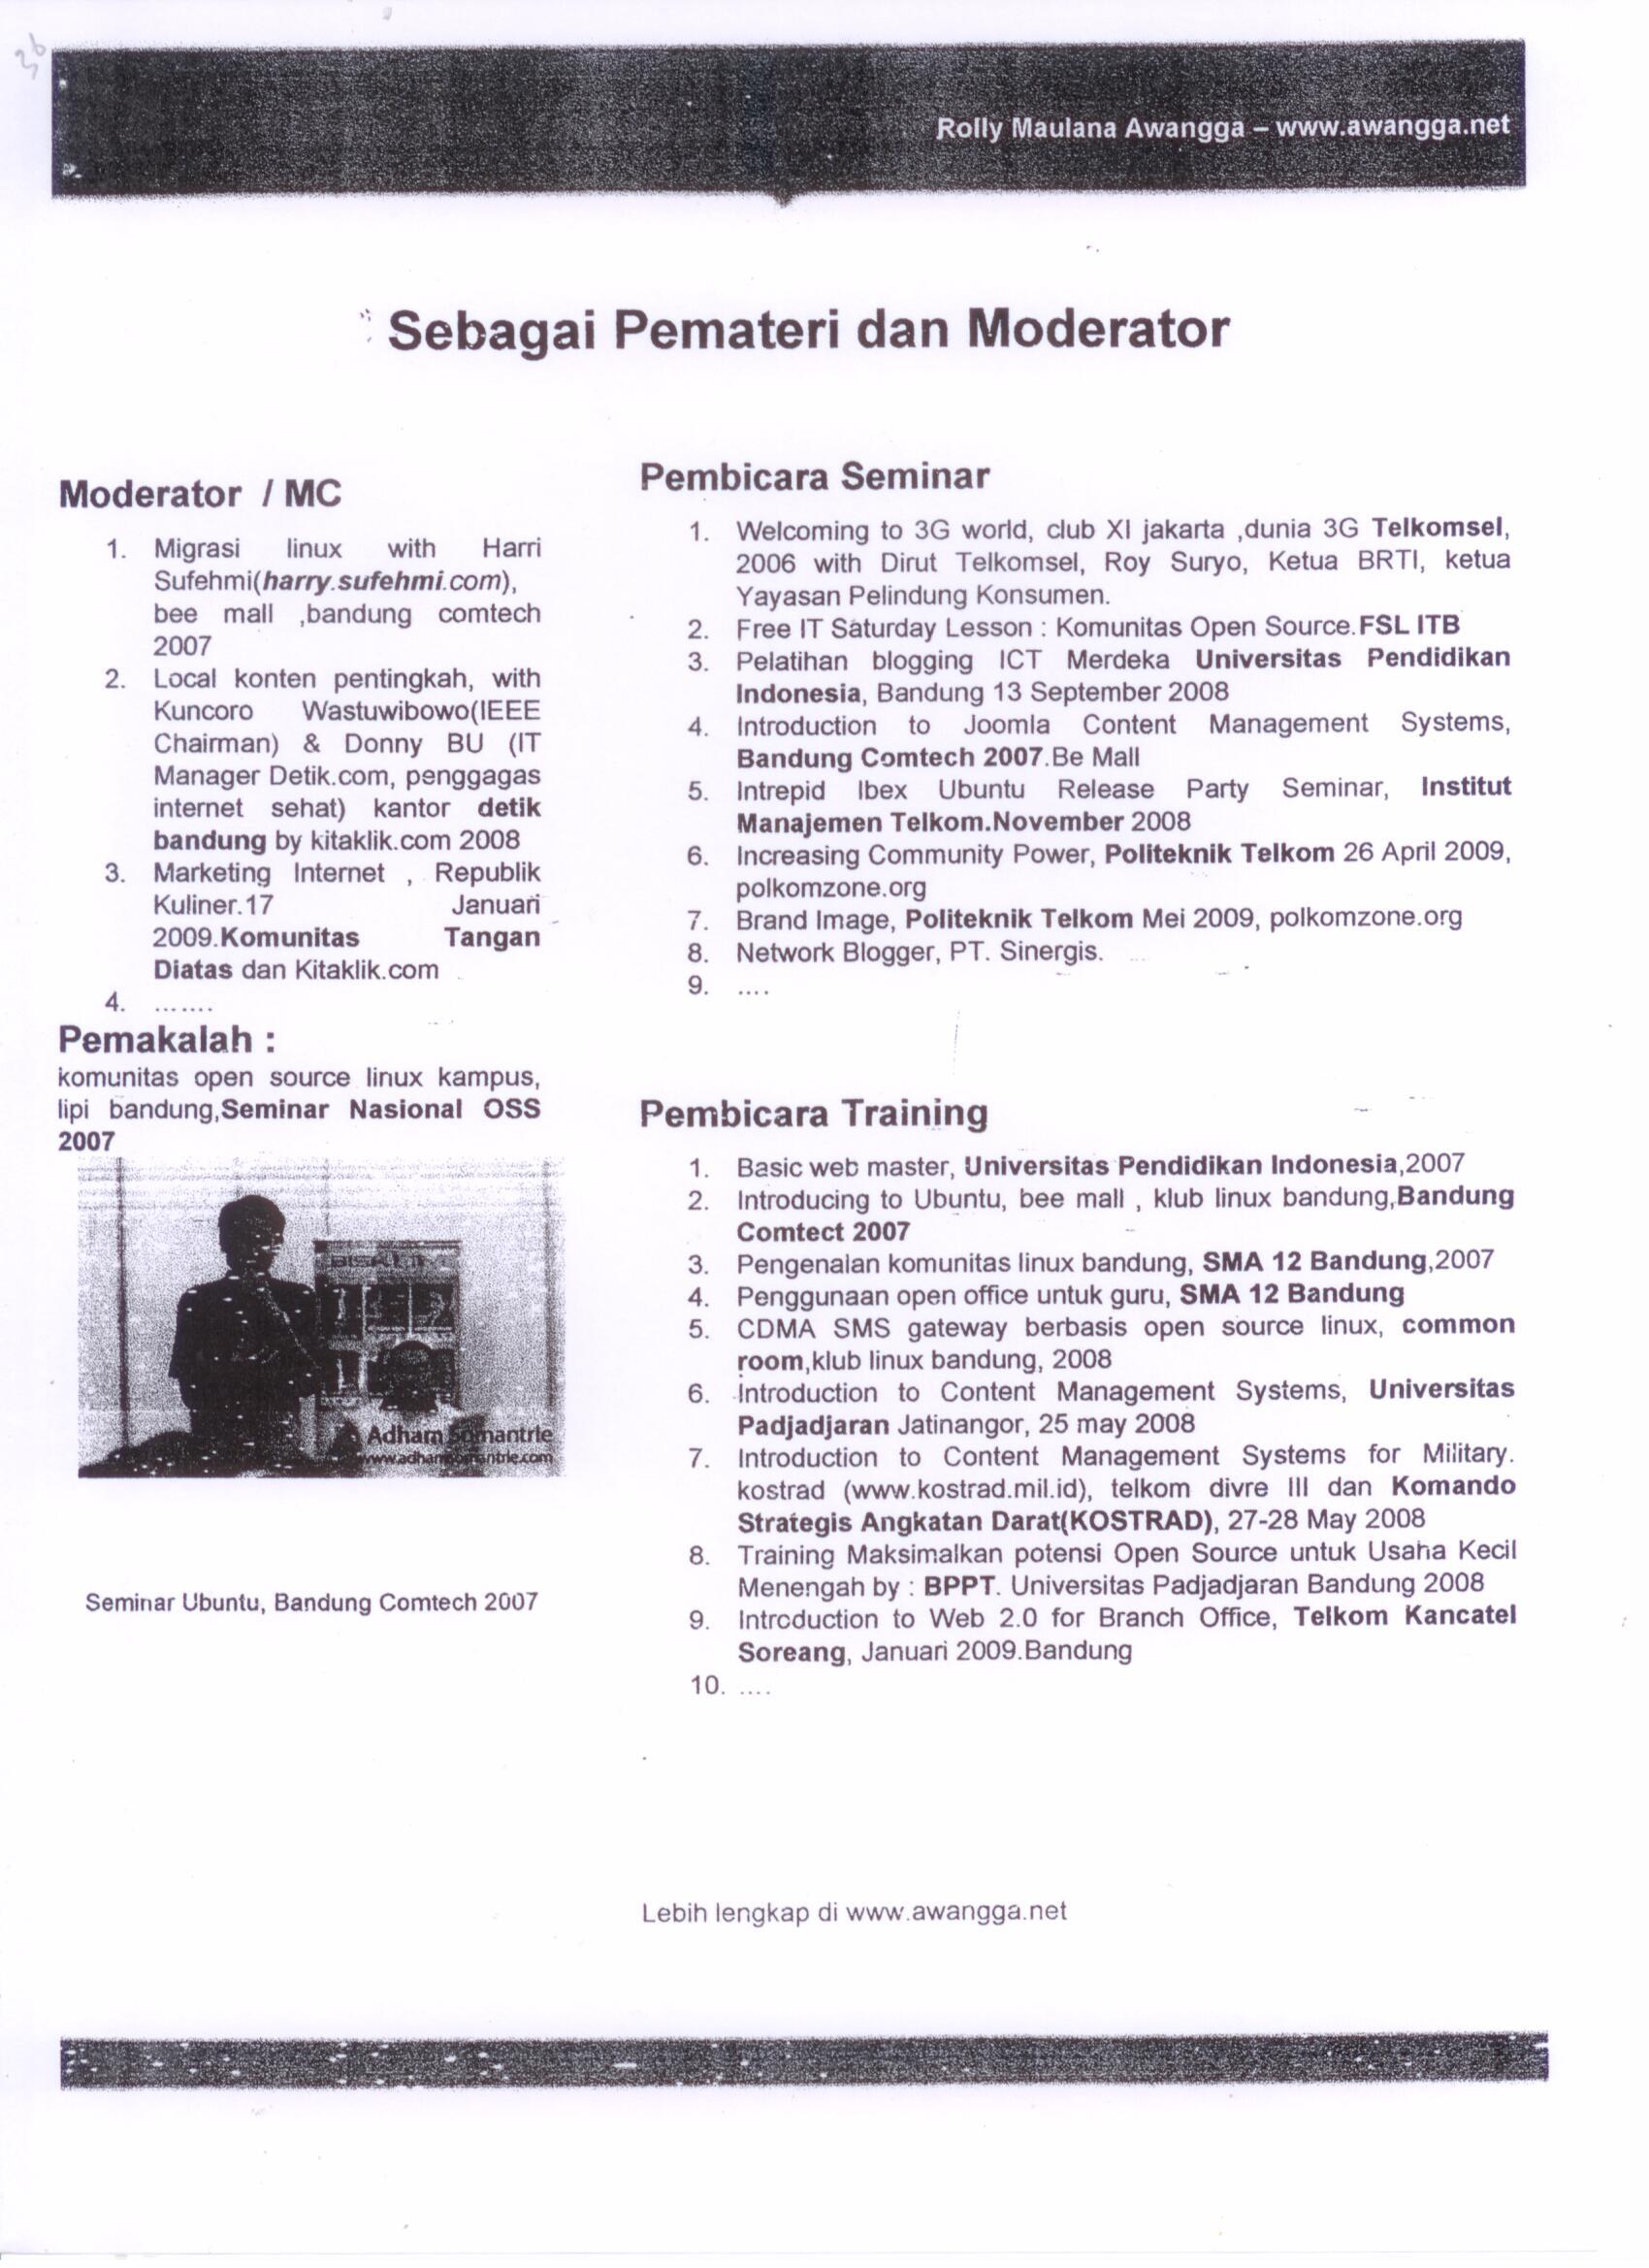 36
Rolly Maulana Awangga – www.awangga.net
Sebagai Pemateri dan Moderator
Moderator / MC
1. Migrasi linux with Harri
Sufehmi(harry.sufehmi.com),
bee mall ,bandung comtech
2007
2. Local konten pentingkah, with
Kuncoro Wastuwibowo(IEEE
Chairman) & Donny BU (IT
Manager Detik.com, penggagas
internet sehat) kantor detik
bandung by kitaklik.com 2008
3. Marketing Internet , Republik
Kuliner.17 Januari
2009.Komunitas Tangan
Diatas dan Kitaklik.com
4. .......
Pemakalah :
komunitas open source linux kampus,
lipi bandung,Seminar Nasional OSS
2007
Adham Somantrie
www.adhamsomantrie.com
Seminar Ubuntu, Bandung Comtech 2007
Pembicara Seminar
1. Welcoming to 3G world, club XI jakarta ,dunia 3G Telkomsel,
2006 with Dirut Telkomsel, Roy Suryo, Ketua BRTI, ketua
Yayasan Pelindung Konsumen.
2. Free IT Saturday Lesson : Komunitas Open Source.FSL ITB
3. Pelatihan blogging ICT Merdeka Universitas Pendidikan
Indonesia, Bandung 13 September 2008
4. Introduction to Joomla Content Management Systems,
Bandung Comtech 2007.Be Mall
5. Intrepid Ibex Ubuntu Release Party Seminar, Institut
Manajemen Telkom.November 2008
6. Increasing Community Power, Politeknik Telkom 26 April 2009,
polkomzone.org
7. Brand Image, Politeknik Telkom Mei 2009, polkomzone.org
8. Network Blogger, PT. Sinergis.
9. ....
Pembicara Training
1. Basic web master, Universitas Pendidikan Indonesia,2007
2. Introducing to Ubuntu, bee mall , klub linux bandung,Bandung
Comtect 2007
3. Pengenalan komunitas linux bandung, SMA 12 Bandung,2007
4. Penggunaan open office untuk guru, SMA 12 Bandung
5. CDMA SMS gateway berbasis open source linux, common
room,klub linux bandung, 2008
6. Introduction to Content Management Systems, Universitas
Padjadjaran Jatinangor, 25 may 2008
7. Introduction to Content Management Systems for Military.
kostrad (www.kostrad.mil.id), telkom divre III dan Komando
Strategis Angkatan Darat(KOSTRAD), 27-28 May 2008
8. Training Maksimalkan potensi Open Source untuk Usaha Kecil
Menengah by : BPPT. Universitas Padjadjaran Bandung 2008
9. Introduction to Web 2.0 for Branch Office, Telkom Kancatel
Soreang, Januari 2009.Bandung
10. ....
Lebih lengkap di www.awangga.net